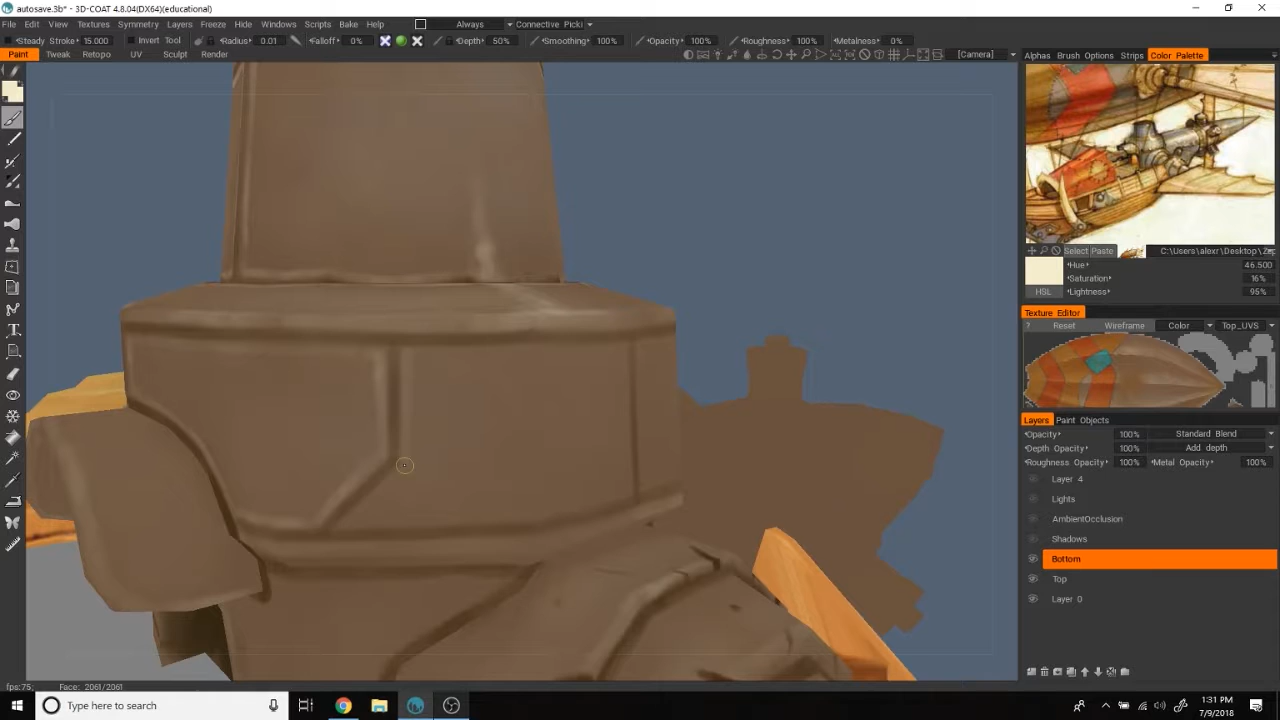 autosave.3b* - 3D-COAT 4.8.04(DX64)(educational)
File Edit View Textures Symmetry Layers Freeze Hide Windows Scripts Bake Help Always Connective Picki
Steady Stroke 15.000 Invert Tool Radius 0.01 Falloff 0% Depth 50% Smoothing 100% Opacity 100% Roughness 100% Metalness 0%
Paint Tweak Retopo UV Sculpt Render [Camera] Alphas Brush Options Strips Color Palette
Select Paste C:\Users\alexr\Desktop\Ze
Hue 46.500
Saturation 16%
HSL Lightness 95%
Texture Editor
? Reset Wireframe Color Top_UVS
Layers Paint Objects
Opacity 100% Standard Blend
Depth Opacity 100% Add depth
Roughness Opacity 100% Metal Opacity 100%
Layer 4
Lights
AmbientOcclusion
Shadows
Bottom
Top
Layer 0
fps:75; Face: 2061/2061
Type here to search
1:31 PM
7/9/2018